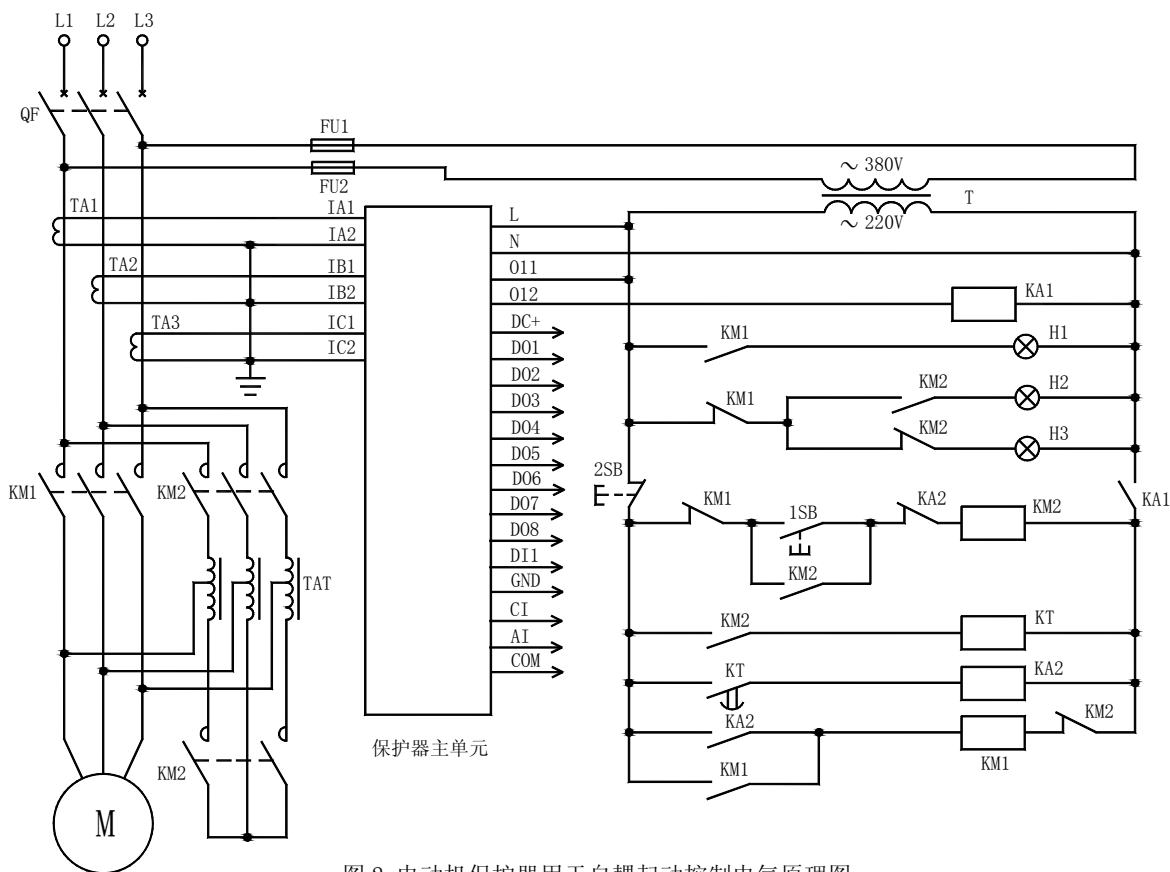 L1 L2 L3
QF
FU1
FU2
～380V
T
～220V
TA1
TA2
TA3
IA1
IA2
IB1
IB2
IC1
IC2
L
N
O11
O12
DC+
DO1
DO2
DO3
DO4
DO5
DO6
DO7
DO8
DI1
GND
CI
AI
COM
保护器主单元
KA1
KM1
H1
KM1
KM2
H2
KM2
H3
2SB
KM1
1SB
KA2
KM2
KA1
KM2
KM2
KT
KT
KA2
KA2
KM2
KM1
KM1
KM1
KM2
TAT
KM2
M
图 2 电动机保护器用于自耦起动控制电气原理图